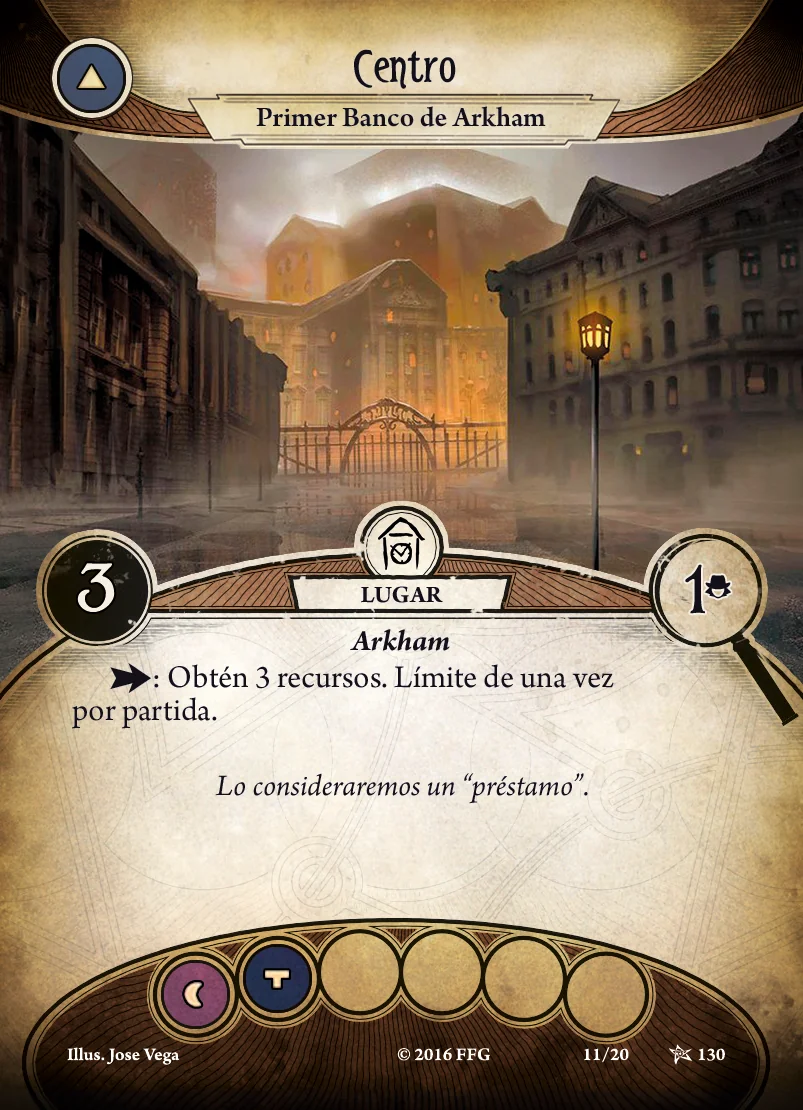 Centro
Primer Banco de Arkham
3
1
LUGAR
Arkham
: Obtén 3 recursos. Límite de una vez
por partida.
Lo consideraremos un “préstamo”.
Illus. Jose Vega © 2016 FFG 11/20 130